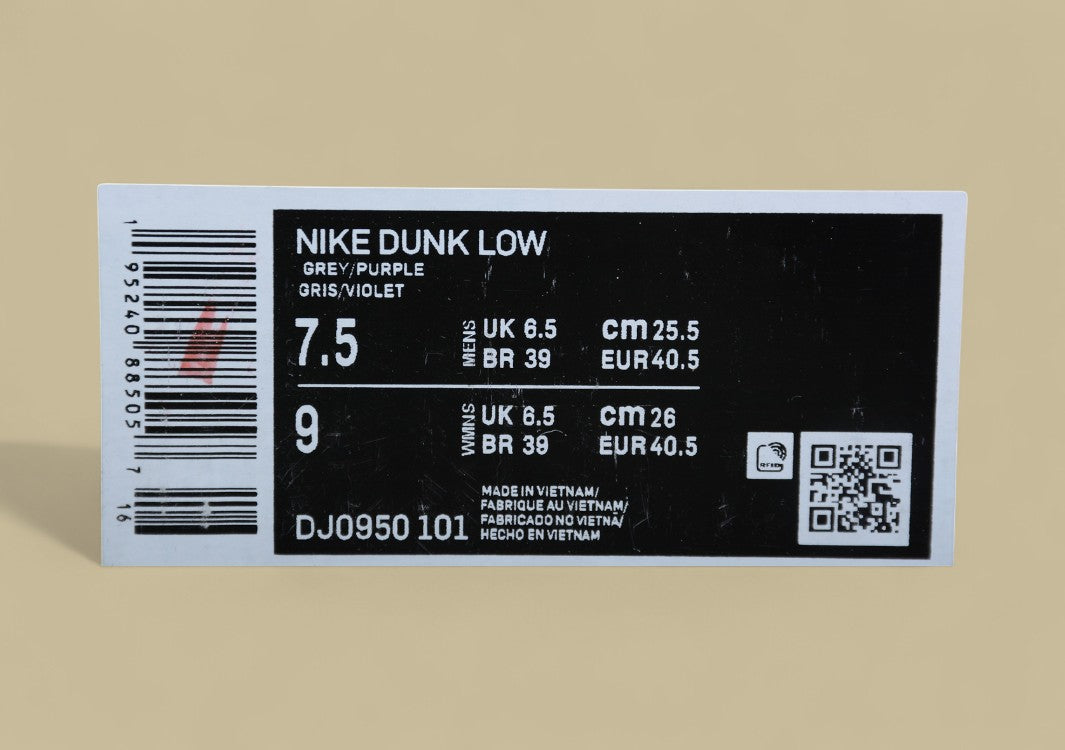 NIKE DUNK LOW
GREY/PURPLE
GRIS/VIOLET
7.5 MENS UK 6.5 cm 25.5
BR 39 EUR 40.5
9 WMNS UK 6.5 cm 26
BR 39 EUR 40.5
MADE IN VIETNAM/
FABRIQUE AU VIETNAM/
FABRICADO NO VIETNÃ/
HECHO EN VIETNAM
DJ0950 101
1 95240 88505 7
16